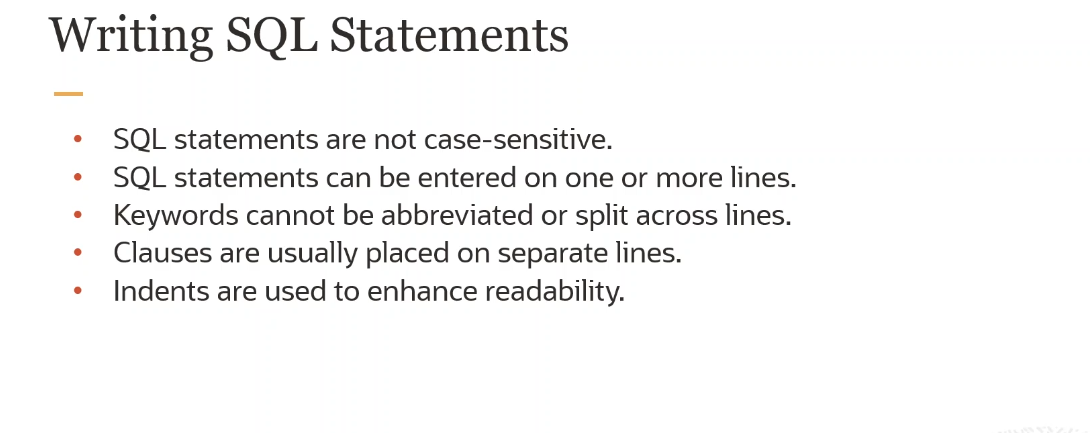 Writing SQL Statements
• SQL statements are not case-sensitive.
• SQL statements can be entered on one or more lines.
• Keywords cannot be abbreviated or split across lines.
• Clauses are usually placed on separate lines.
• Indents are used to enhance readability.